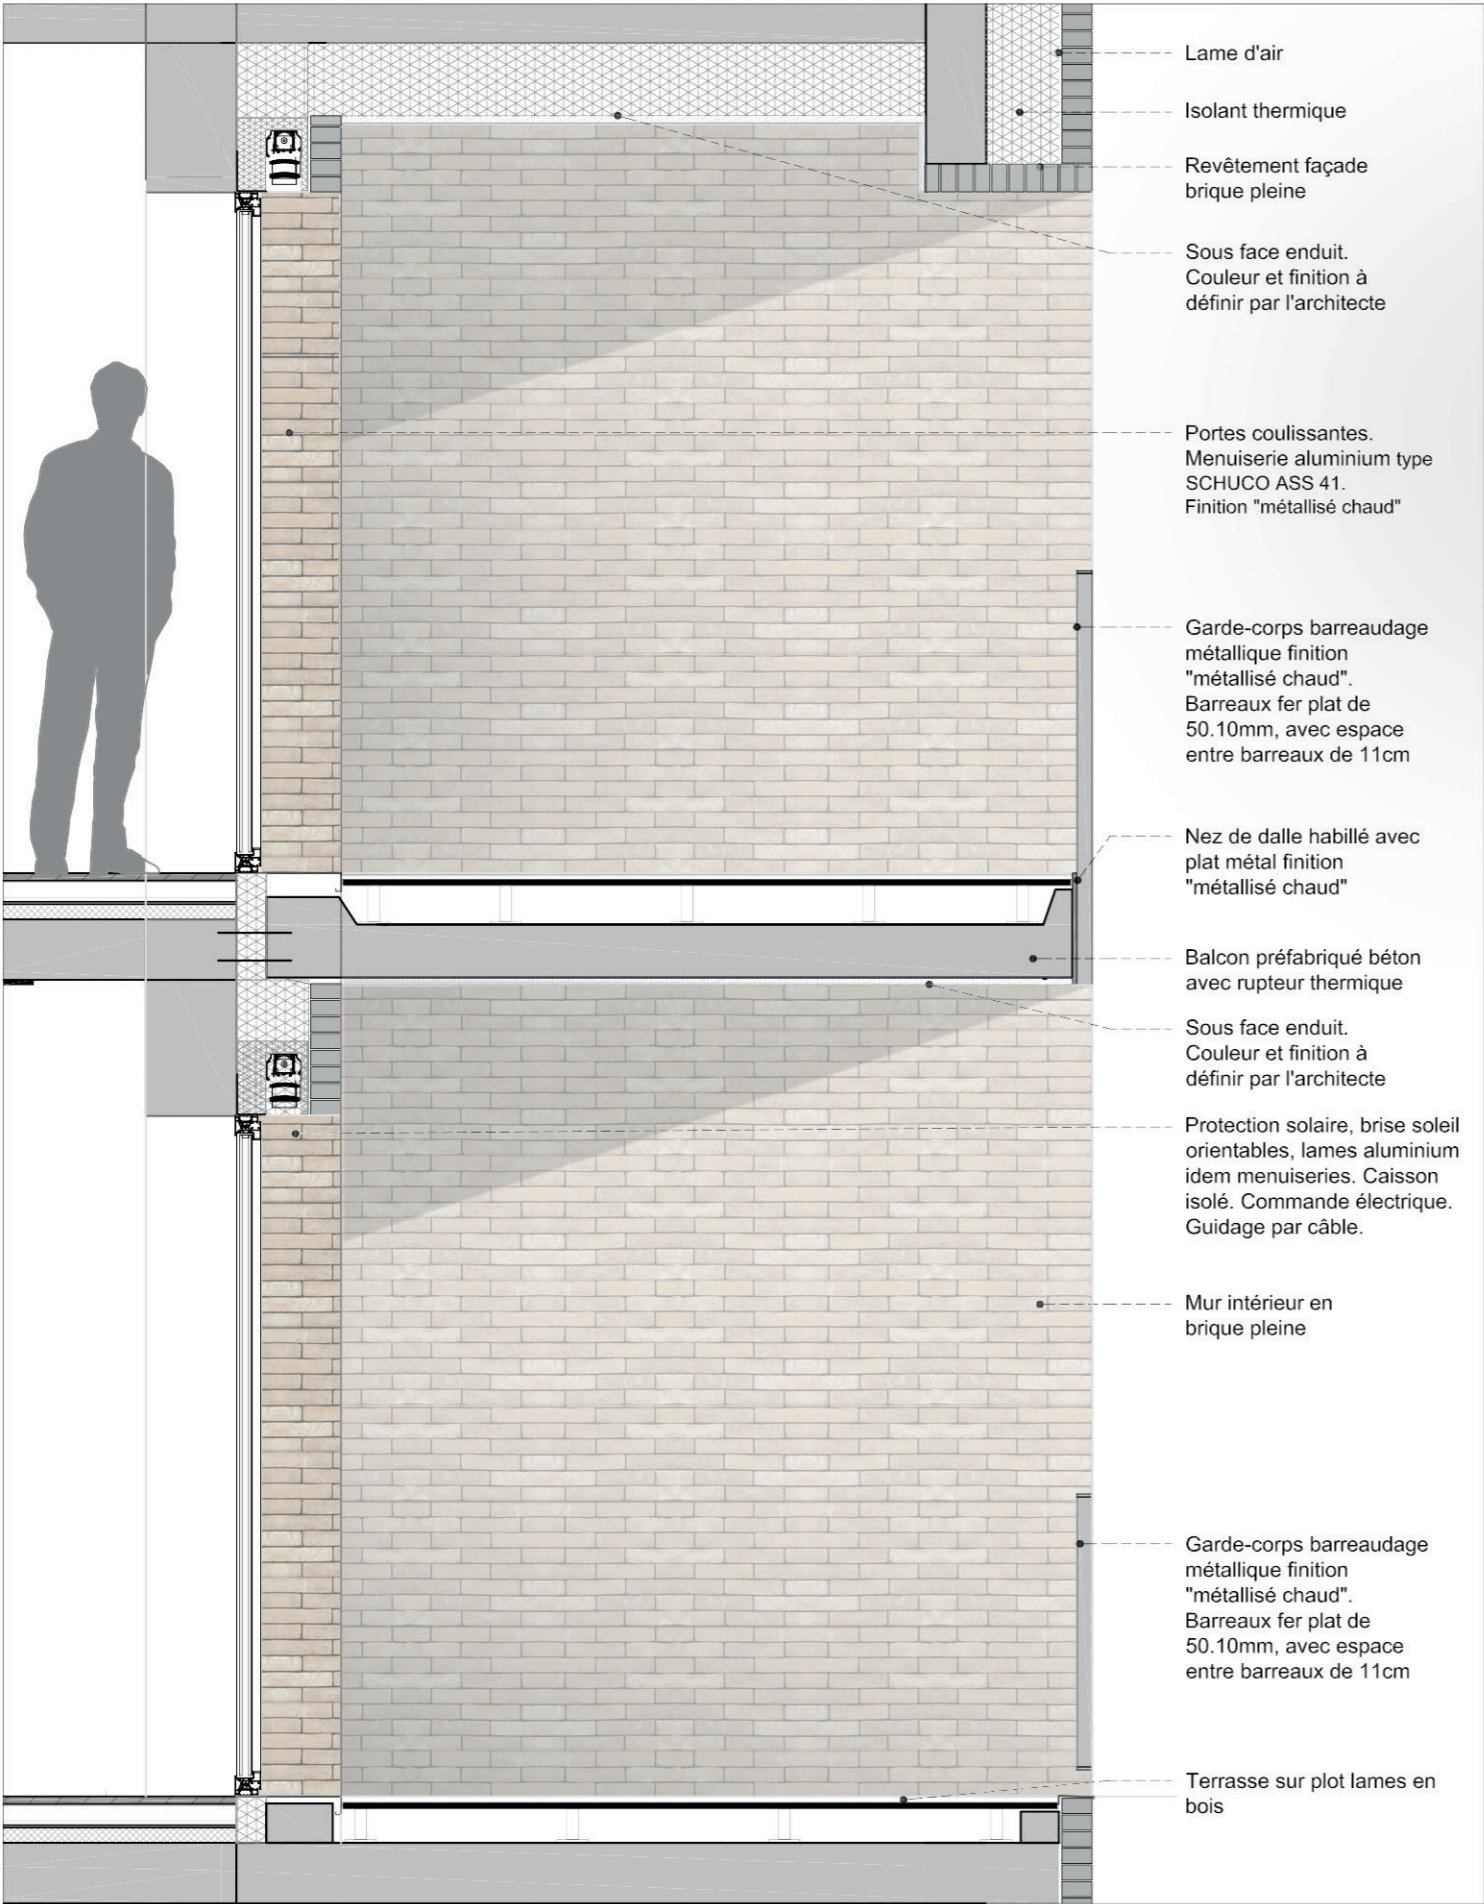 Lame d'air
Isolant thermique
Revêtement façade
brique pleine
Sous face enduit.
Couleur et finition à
définir par l'architecte
Portes coulissantes.
Menuiserie aluminium type
SCHUCO ASS 41.
Finition "métallisé chaud"
Garde-corps barreaudage
métallique finition
"métallisé chaud".
Barreaux fer plat de
50.10mm, avec espace
entre barreaux de 11cm
Nez de dalle habillé avec
plat métal finition
"métallisé chaud"
Balcon préfabriqué béton
avec rupteur thermique
Sous face enduit.
Couleur et finition à
définir par l'architecte
Protection solaire, brise soleil
orientables, lames aluminium
idem menuiseries. Caisson
isolé. Commande électrique.
Guidage par câble.
Mur intérieur en
brique pleine
Garde-corps barreaudage
métallique finition
"métallisé chaud".
Barreaux fer plat de
50.10mm, avec espace
entre barreaux de 11cm
Terrasse sur plot lames en
bois